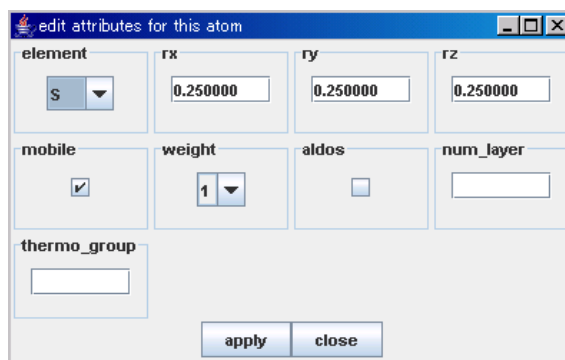 edit attributes for this atom
element rx ry rz
S 0.250000 0.250000 0.250000
mobile weight aldos num_layer
1
thermo_group
apply close